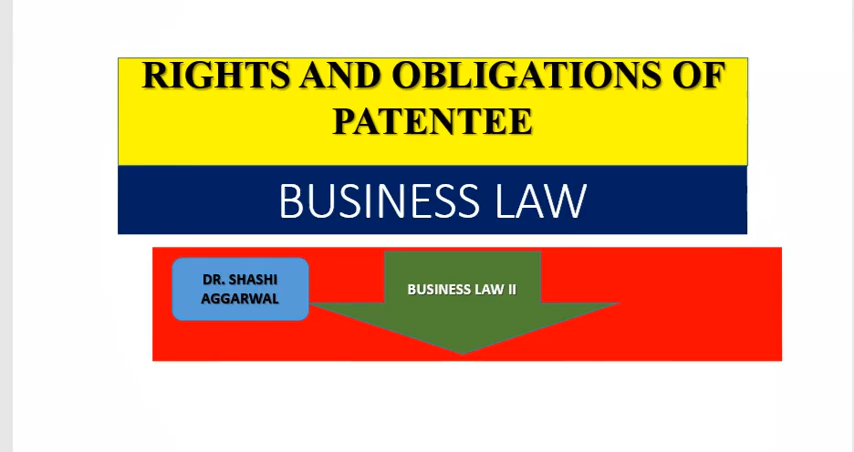 RIGHTS AND OBLIGATIONS OF
PATENTEE
BUSINESS LAW
DR. SHASHI
AGGARWAL
BUSINESS LAW II